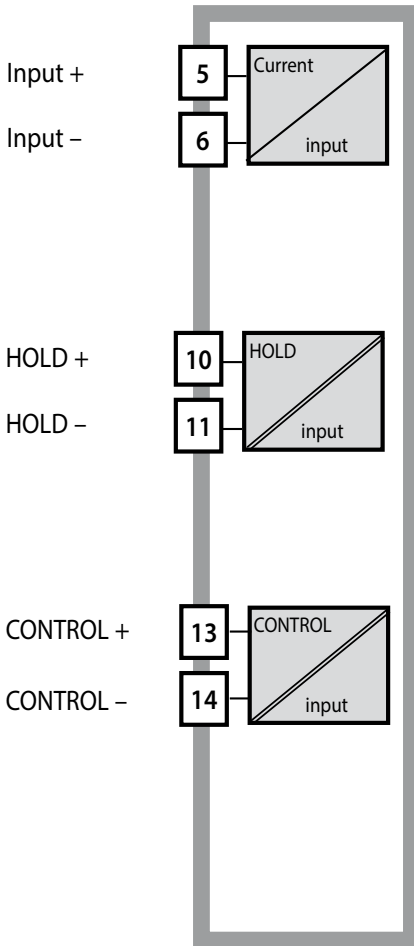 Input +
5
Current
Input –
6
input
HOLD +
10
HOLD
HOLD –
11
input
CONTROL +
13
CONTROL
CONTROL –
14
input